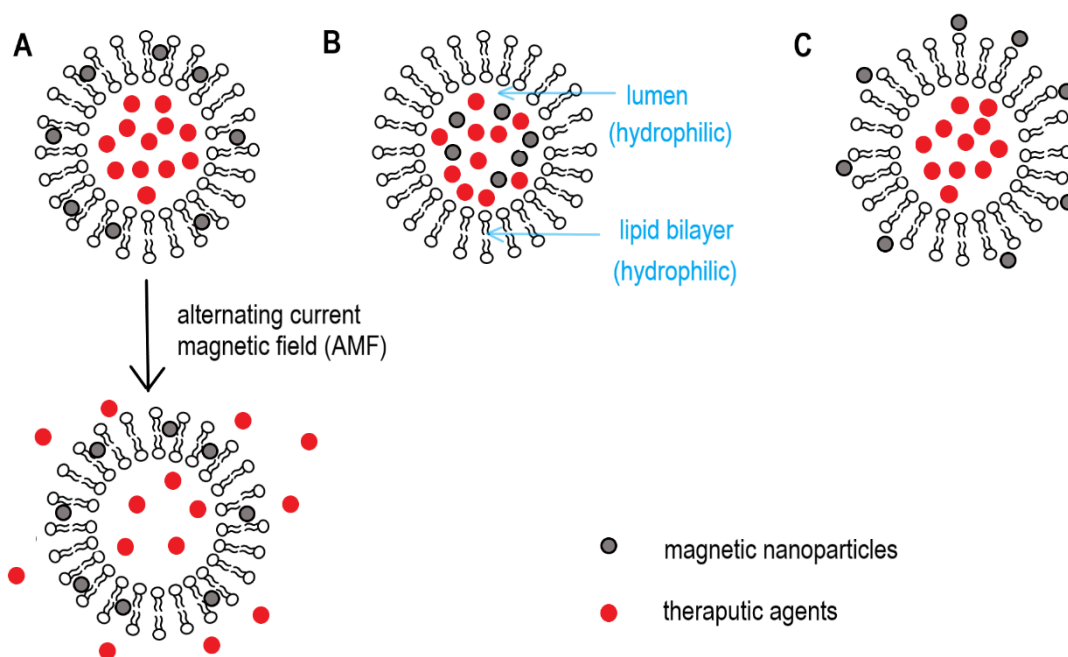 A
B
C
lumen
(hydrophilic)
lipid bilayer
(hydrophilic)
alternating current
magnetic field (AMF)
magnetic nanoparticles
theraputic agents